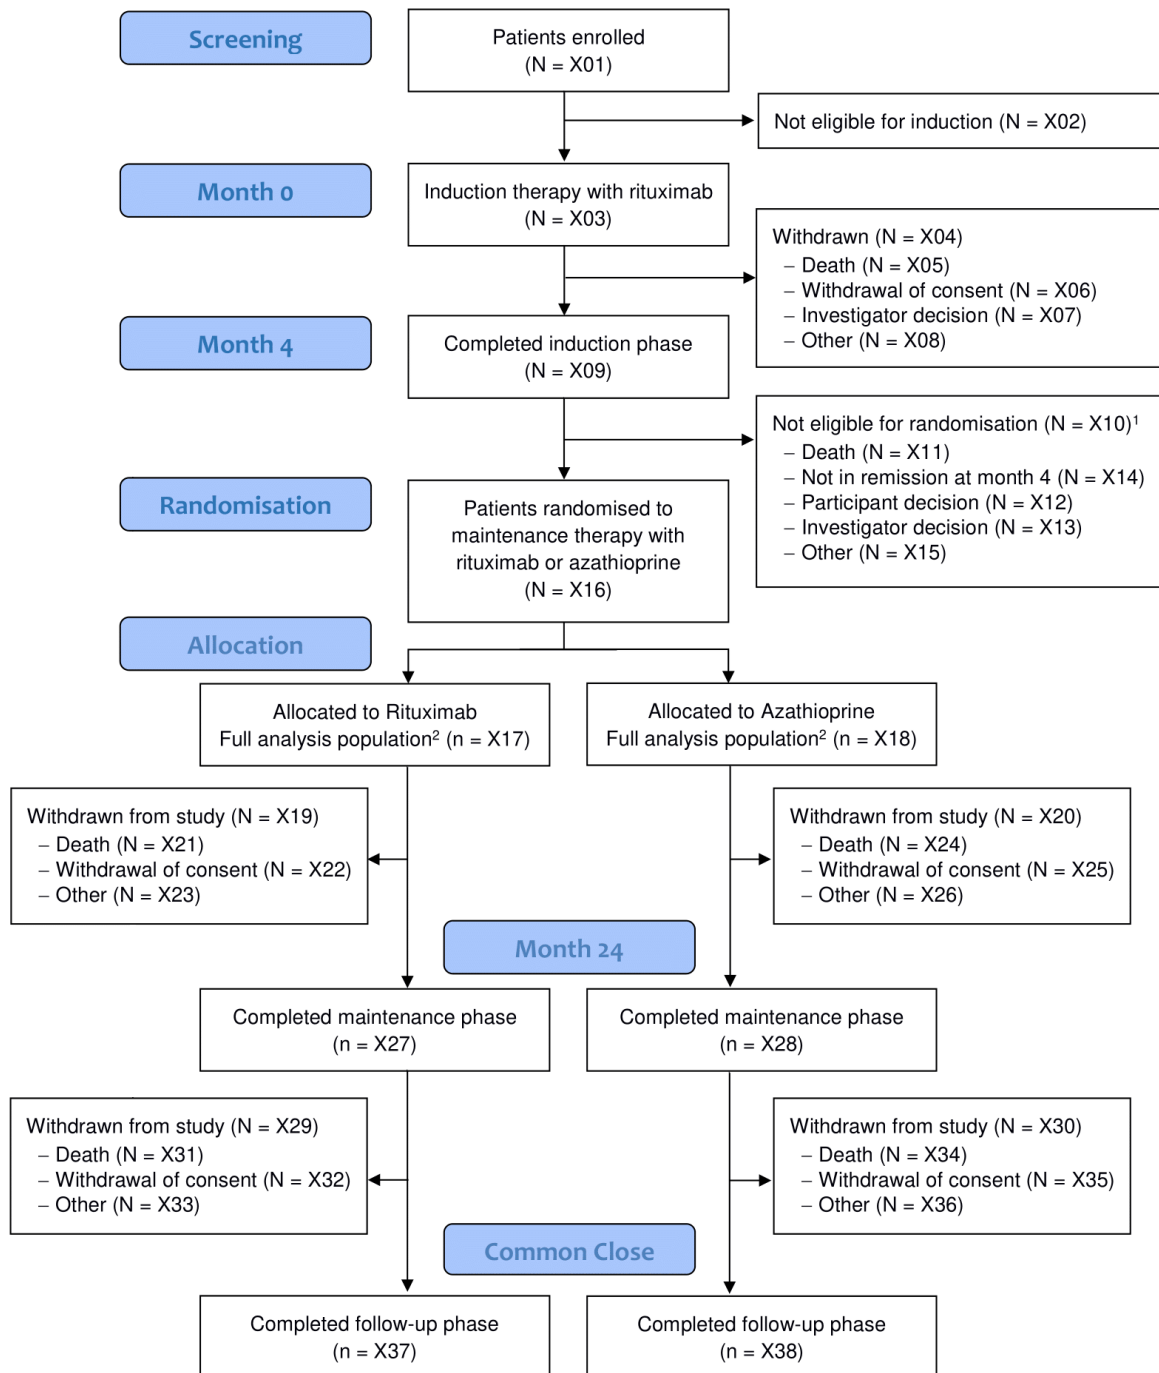 Screening
Patients enrolled
(N = X01)
Not eligible for induction (N = X02)
Month 0
Induction therapy with rituximab
(N = X03)
Withdrawn (N = X04)
– Death (N = X05)
– Withdrawal of consent (N = X06)
– Investigator decision (N = X07)
– Other (N = X08)
Month 4
Completed induction phase
(N = X09)
Not eligible for randomisation (N = X10)¹
– Death (N = X11)
– Not in remission at month 4 (N = X14)
– Participant decision (N = X12)
– Investigator decision (N = X13)
– Other (N = X15)
Randomisation
Patients randomised to
maintenance therapy with
rituximab or azathioprine
(N = X16)
Allocation
Allocated to Rituximab
Full analysis population² (n = X17)
Allocated to Azathioprine
Full analysis population² (n = X18)
Withdrawn from study (N = X19)
– Death (N = X21)
– Withdrawal of consent (N = X22)
– Other (N = X23)
Withdrawn from study (N = X20)
– Death (N = X24)
– Withdrawal of consent (N = X25)
– Other (N = X26)
Month 24
Completed maintenance phase
(n = X27)
Completed maintenance phase
(n = X28)
Withdrawn from study (N = X29)
– Death (N = X31)
– Withdrawal of consent (N = X32)
– Other (N = X33)
Withdrawn from study (N = X30)
– Death (N = X34)
– Withdrawal of consent (N = X35)
– Other (N = X36)
Common Close
Completed follow-up phase
(n = X37)
Completed follow-up phase
(n = X38)